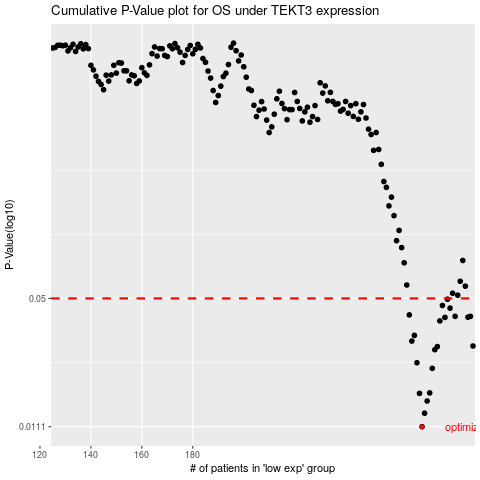 Cumulative P-Value plot for OS under TEKT3 expression
P-Value(log10)
0.05
0.0111
optimiz
120 140 160 180
# of patients in 'low exp' group